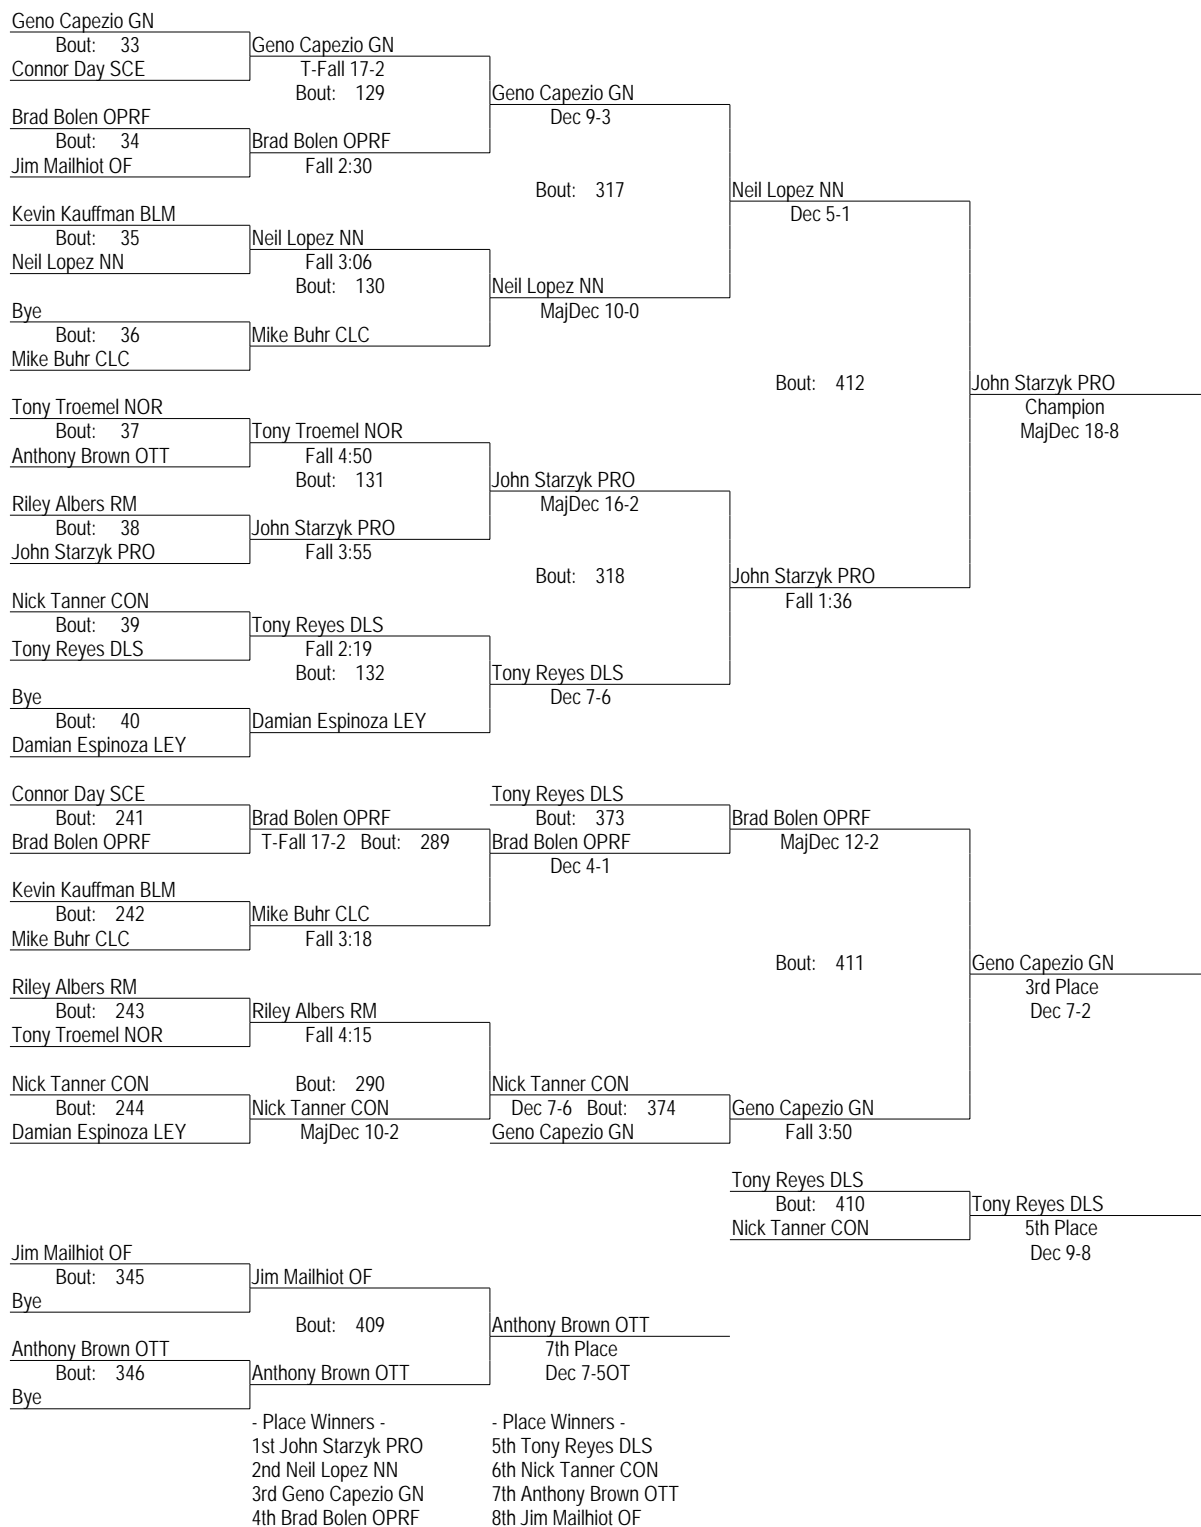 Geno Capezio GN
Bout: 33 Geno Capezio GN
Connor Day SCE T-Fall 17-2
Bout: 129 Geno Capezio GN
Brad Bolen OPRF Dec 9-3
Bout: 34 Brad Bolen OPRF
Jim Mailhiot OF Fall 2:30
Bout: 317 Neil Lopez NN
Kevin Kauffman BLM Dec 5-1
Bout: 35 Neil Lopez NN
Neil Lopez NN Fall 3:06
Bout: 130 Neil Lopez NN
Bye MajDec 10-0
Bout: 36 Mike Buhr CLC
Mike Buhr CLC
Bout: 412 John Starzyk PRO
Tony Troemel NOR Champion
Bout: 37 Tony Troemel NOR MajDec 18-8
Anthony Brown OTT Fall 4:50
Bout: 131 John Starzyk PRO
Riley Albers RM MajDec 16-2
Bout: 38 John Starzyk PRO
John Starzyk PRO Fall 3:55
Bout: 318 John Starzyk PRO
Nick Tanner CON Fall 1:36
Bout: 39 Tony Reyes DLS
Tony Reyes DLS Fall 2:19
Bout: 132 Tony Reyes DLS
Bye Dec 7-6
Bout: 40 Damian Espinoza LEY
Damian Espinoza LEY
Connor Day SCE Tony Reyes DLS
Bout: 241 Brad Bolen OPRF Bout: 373 Brad Bolen OPRF
Brad Bolen OPRF T-Fall 17-2 Bout: 289 Brad Bolen OPRF MajDec 12-2
Dec 4-1
Kevin Kauffman BLM
Bout: 242 Mike Buhr CLC
Mike Buhr CLC Fall 3:18
Bout: 411 Geno Capezio GN
Riley Albers RM 3rd Place
Bout: 243 Riley Albers RM Dec 7-2
Tony Troemel NOR Fall 4:15
Nick Tanner CON Bout: 290 Nick Tanner CON
Bout: 244 Nick Tanner CON Dec 7-6 Bout: 374 Geno Capezio GN
Damian Espinoza LEY MajDec 10-2 Geno Capezio GN Fall 3:50
Tony Reyes DLS
Bout: 410 Tony Reyes DLS
Nick Tanner CON 5th Place
Jim Mailhiot OF Dec 9-8
Bout: 345 Jim Mailhiot OF
Bye
Bout: 409 Anthony Brown OTT
Anthony Brown OTT 7th Place
Bout: 346 Anthony Brown OTT Dec 7-5OT
Bye
- Place Winners - - Place Winners -
1st John Starzyk PRO 5th Tony Reyes DLS
2nd Neil Lopez NN 6th Nick Tanner CON
3rd Geno Capezio GN 7th Anthony Brown OTT
4th Brad Bolen OPRF 8th Jim Mailhiot OF